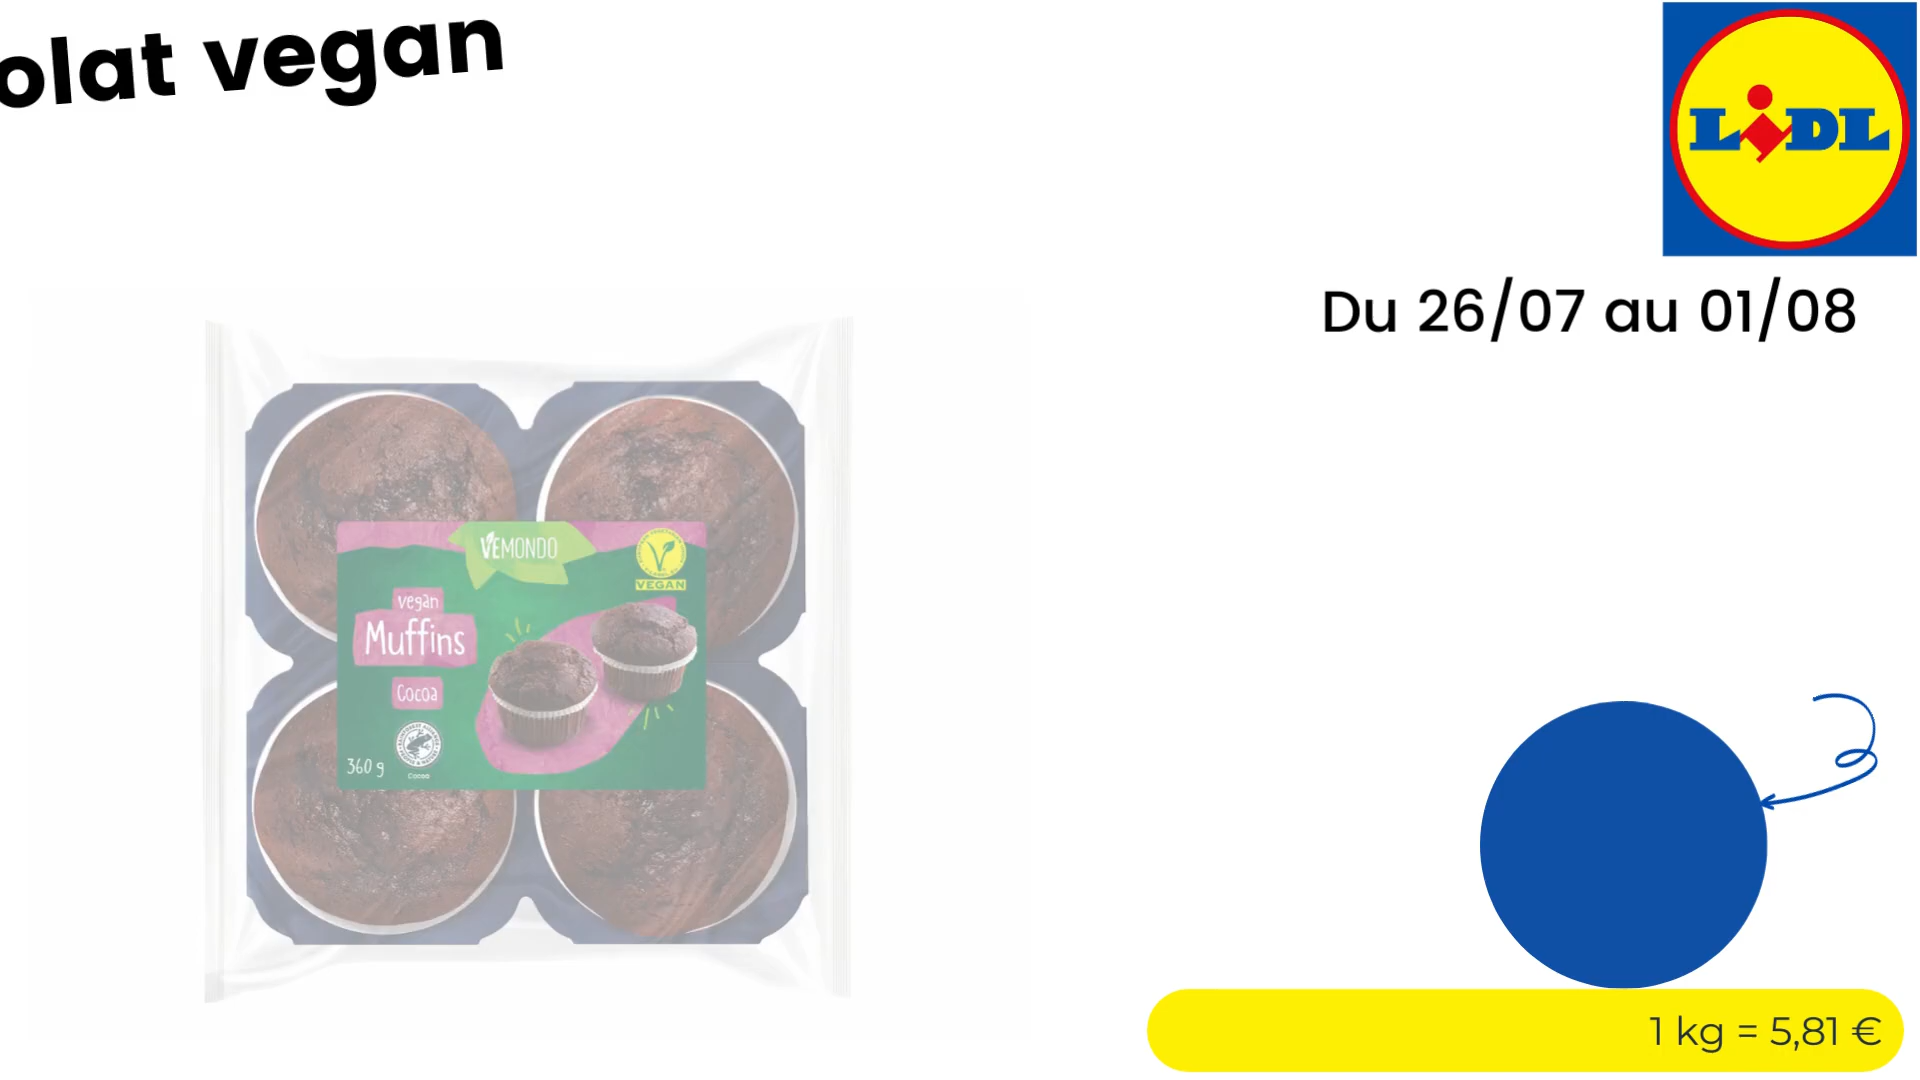 olat vegan
LIDL
Du 26/07 au 01/08
VEMONDO
VEGAN
vegan
Muffins
Cocoa
360 g
Cocoa
1 kg = 5,81 €